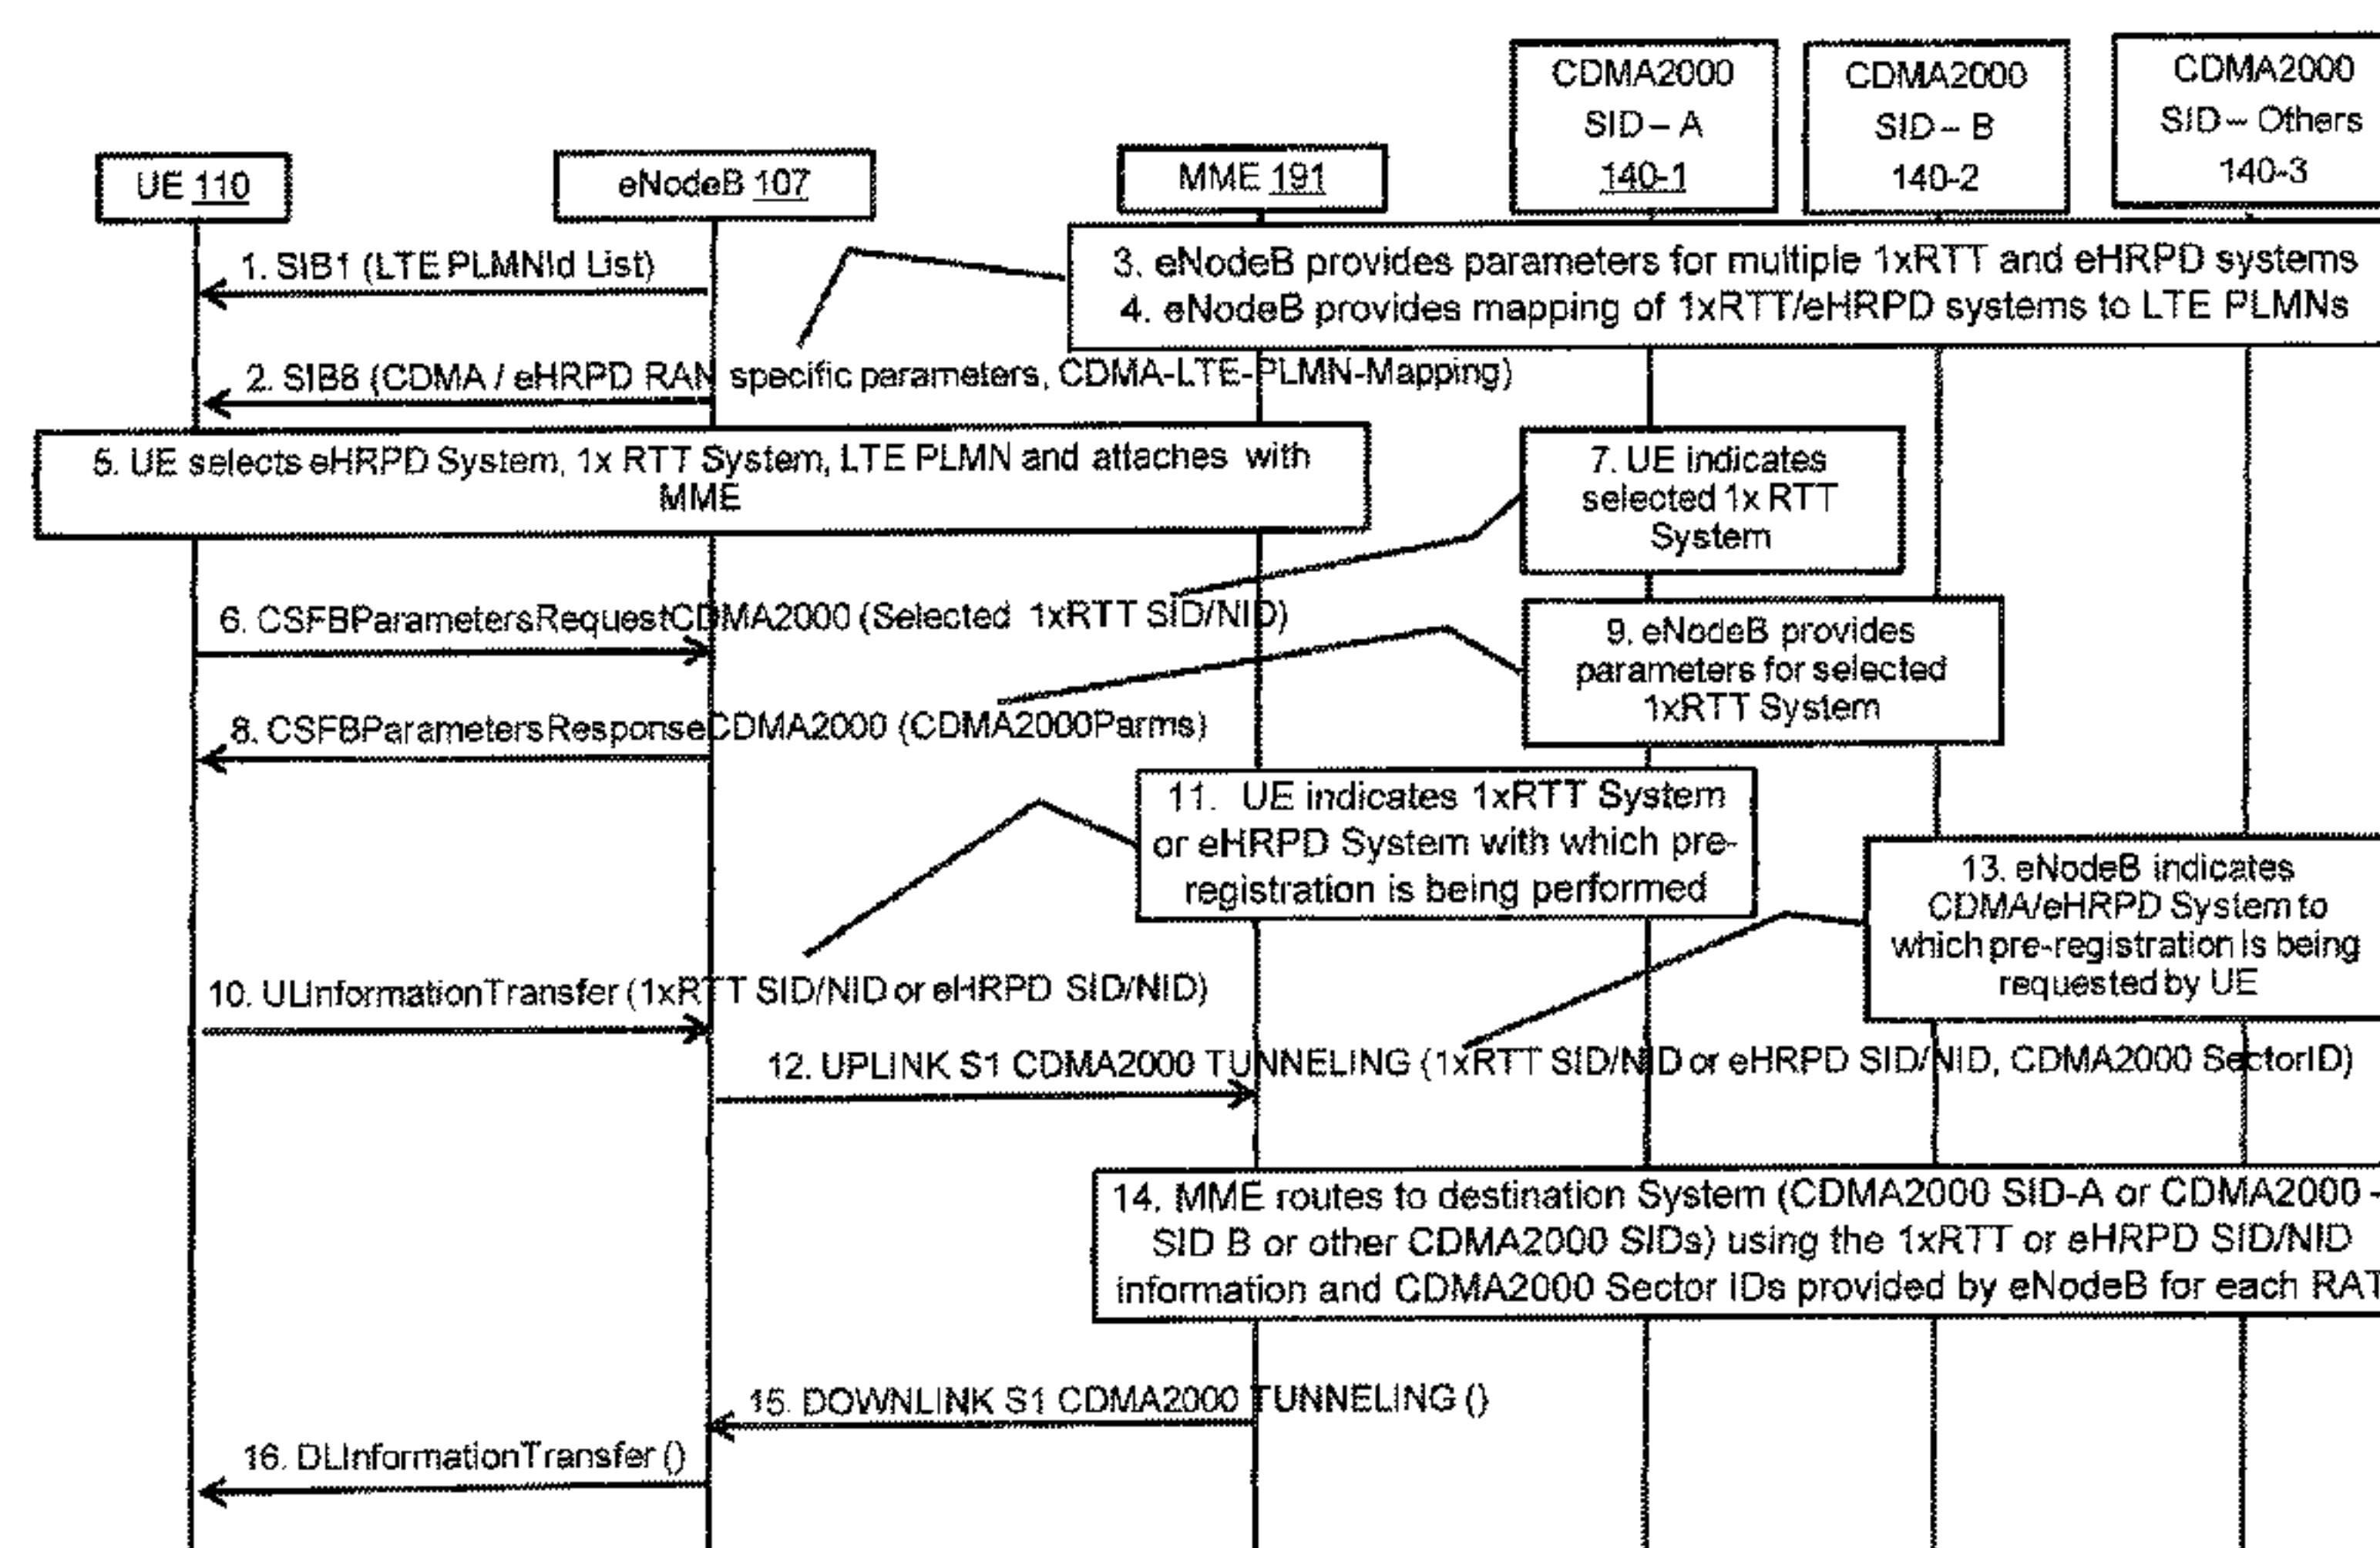 CDMA2000
SID – A
140-1
CDMA2000
SID – B
140-2
CDMA2000
SID – Others
140-3
UE 110
eNodeB 107
MME 191
1. SIB1 (LTE PLMNId List)
3. eNodeB provides parameters for multiple 1xRTT and eHRPD systems
4. eNodeB provides mapping of 1xRTT/eHRPD systems to LTE PLMNs
2. SIB8 (CDMA / eHRPD RAN specific parameters, CDMA-LTE-PLMN-Mapping)
5. UE selects eHRPD System, 1x RTT System, LTE PLMN and attaches with
MME
7. UE indicates
selected 1x RTT
System
6. CSFBParametersRequestCDMA2000 (Selected 1xRTT SID/NID)
9. eNodeB provides
parameters for selected
1xRTT System
8. CSFBParametersResponseCDMA2000 (CDMA2000Parms)
11. UE indicates 1xRTT System
or eHRPD System with which pre-
registration is being performed
13. eNodeB indicates
CDMA/eHRPD System to
which pre-registration is being
requested by UE
10. ULInformationTransfer (1xRTT SID/NID or eHRPD SID/NID)
12. UPLINK S1 CDMA2000 TUNNELING (1xRTT SID/NID or eHRPD SID/NID, CDMA2000 SectorID)
14. MME routes to destination System (CDMA2000 SID-A or CDMA2000 -
SID B or other CDMA2000 SIDs) using the 1xRTT or eHRPD SID/NID
information and CDMA2000 Sector IDs provided by eNodeB for each RAT
15. DOWNLINK S1 CDMA2000 TUNNELING ()
16. DLInformationTransfer ()